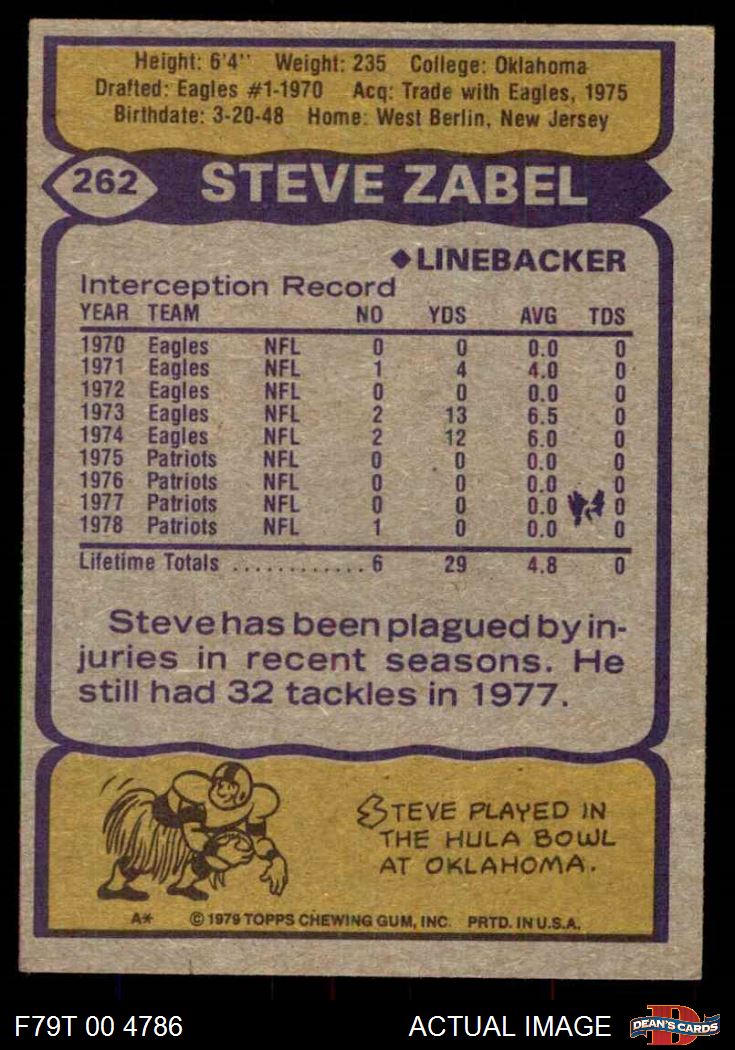 Height: 6'4" Weight: 235 College: Oklahoma
Drafted: Eagles #1-1970 Acq: Trade with Eagles, 1975
Birthdate: 3-20-48 Home: West Berlin, New Jersey
262 STEVE ZABEL
◆LINEBACKER
Interception Record
YEAR TEAM NO YDS AVG TDS
1970 Eagles NFL 0 0 0.0 0
1971 Eagles NFL 1 4 4.0 0
1972 Eagles NFL 0 0 0.0 0
1973 Eagles NFL 2 13 6.5 0
1974 Eagles NFL 2 12 6.0 0
1975 Patriots NFL 0 0 0.0 0
1976 Patriots NFL 0 0 0.0 0
1977 Patriots NFL 0 0 0.0 0
1978 Patriots NFL 1 0 0.0 0
Lifetime Totals ............ 6 29 4.8 0
Steve has been plagued by in-
juries in recent seasons. He
still had 32 tackles in 1977.
STEVE PLAYED IN
THE HULA BOWL
AT OKLAHOMA.
A* © 1979 TOPPS CHEWING GUM, INC. PRTD. IN U.S.A.
F79T 00 4786 ACTUAL IMAGE D DEAN'S CARDS